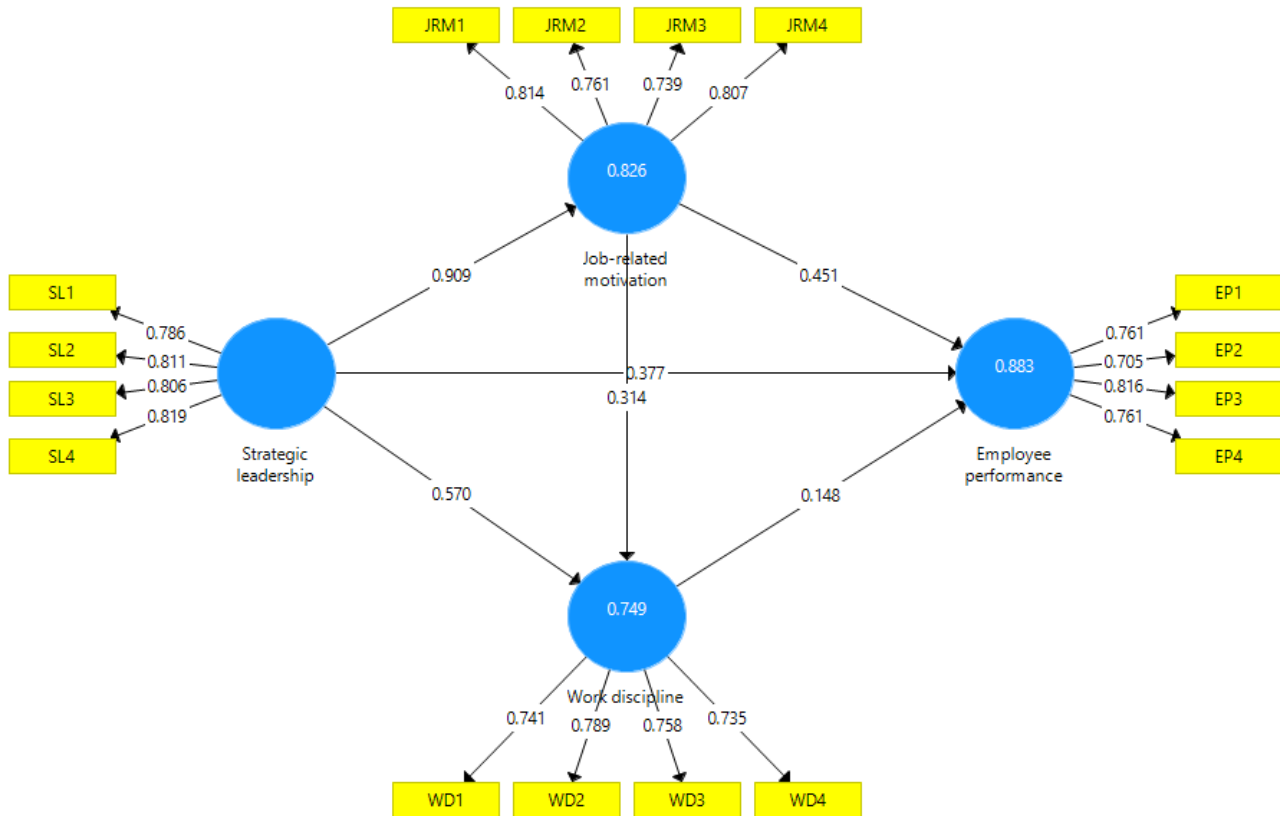 JRM1
JRM2
JRM3
JRM4
0.814
0.761
0.739
0.807
0.826
Job-related
motivation
0.909
0.451
SL1
SL2
SL3
SL4
0.786
0.811
0.806
0.819
Strategic
leadership
0.377
0.314
0.883
Employee
performance
0.761
0.705
0.816
0.761
EP1
EP2
EP3
EP4
0.570
0.148
0.749
Work discipline
0.741
0.789
0.758
0.735
WD1
WD2
WD3
WD4